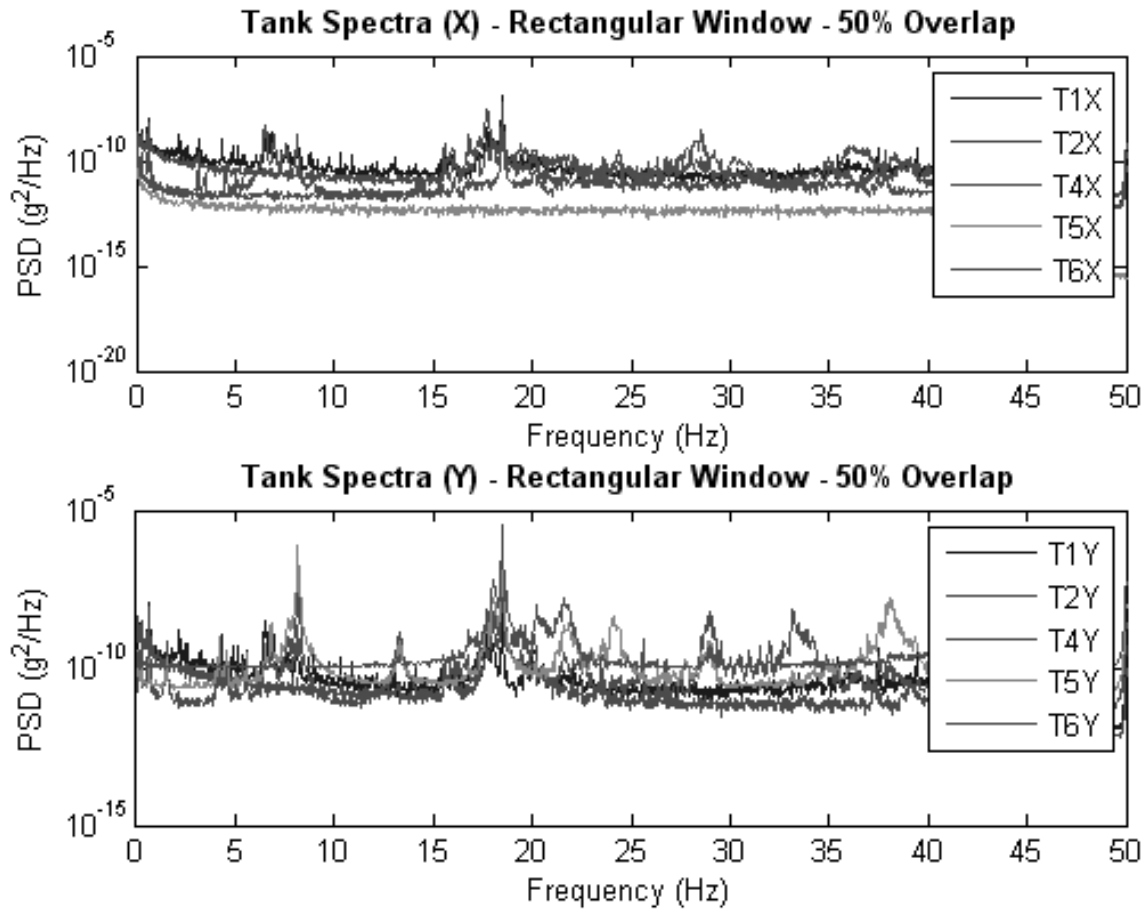 Tank Spectra (X) - Rectangular Window - 50% Overlap
10-5
10-10
10-15
10-20
PSD (g2/Hz)
T1X
T2X
T4X
T5X
T6X
0 5 10 15 20 25 30 35 40 45 50
Frequency (Hz)
Tank Spectra (Y) - Rectangular Window - 50% Overlap
10-5
10-10
10-15
PSD (g2/Hz)
T1Y
T2Y
T4Y
T5Y
T6Y
0 5 10 15 20 25 30 35 40 45 50
Frequency (Hz)